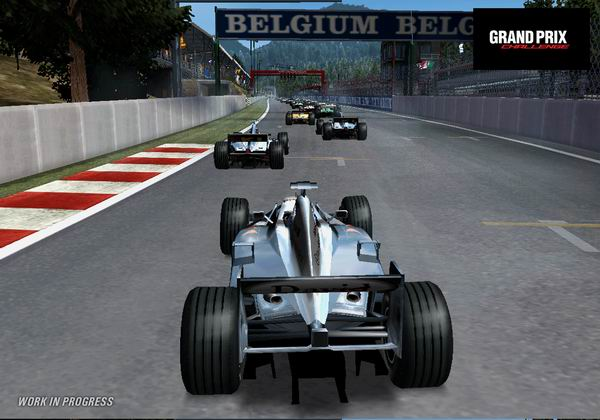 BELGIUM BELG
GRAND PRIX
CHALLENGE
WORK IN PROGRESS